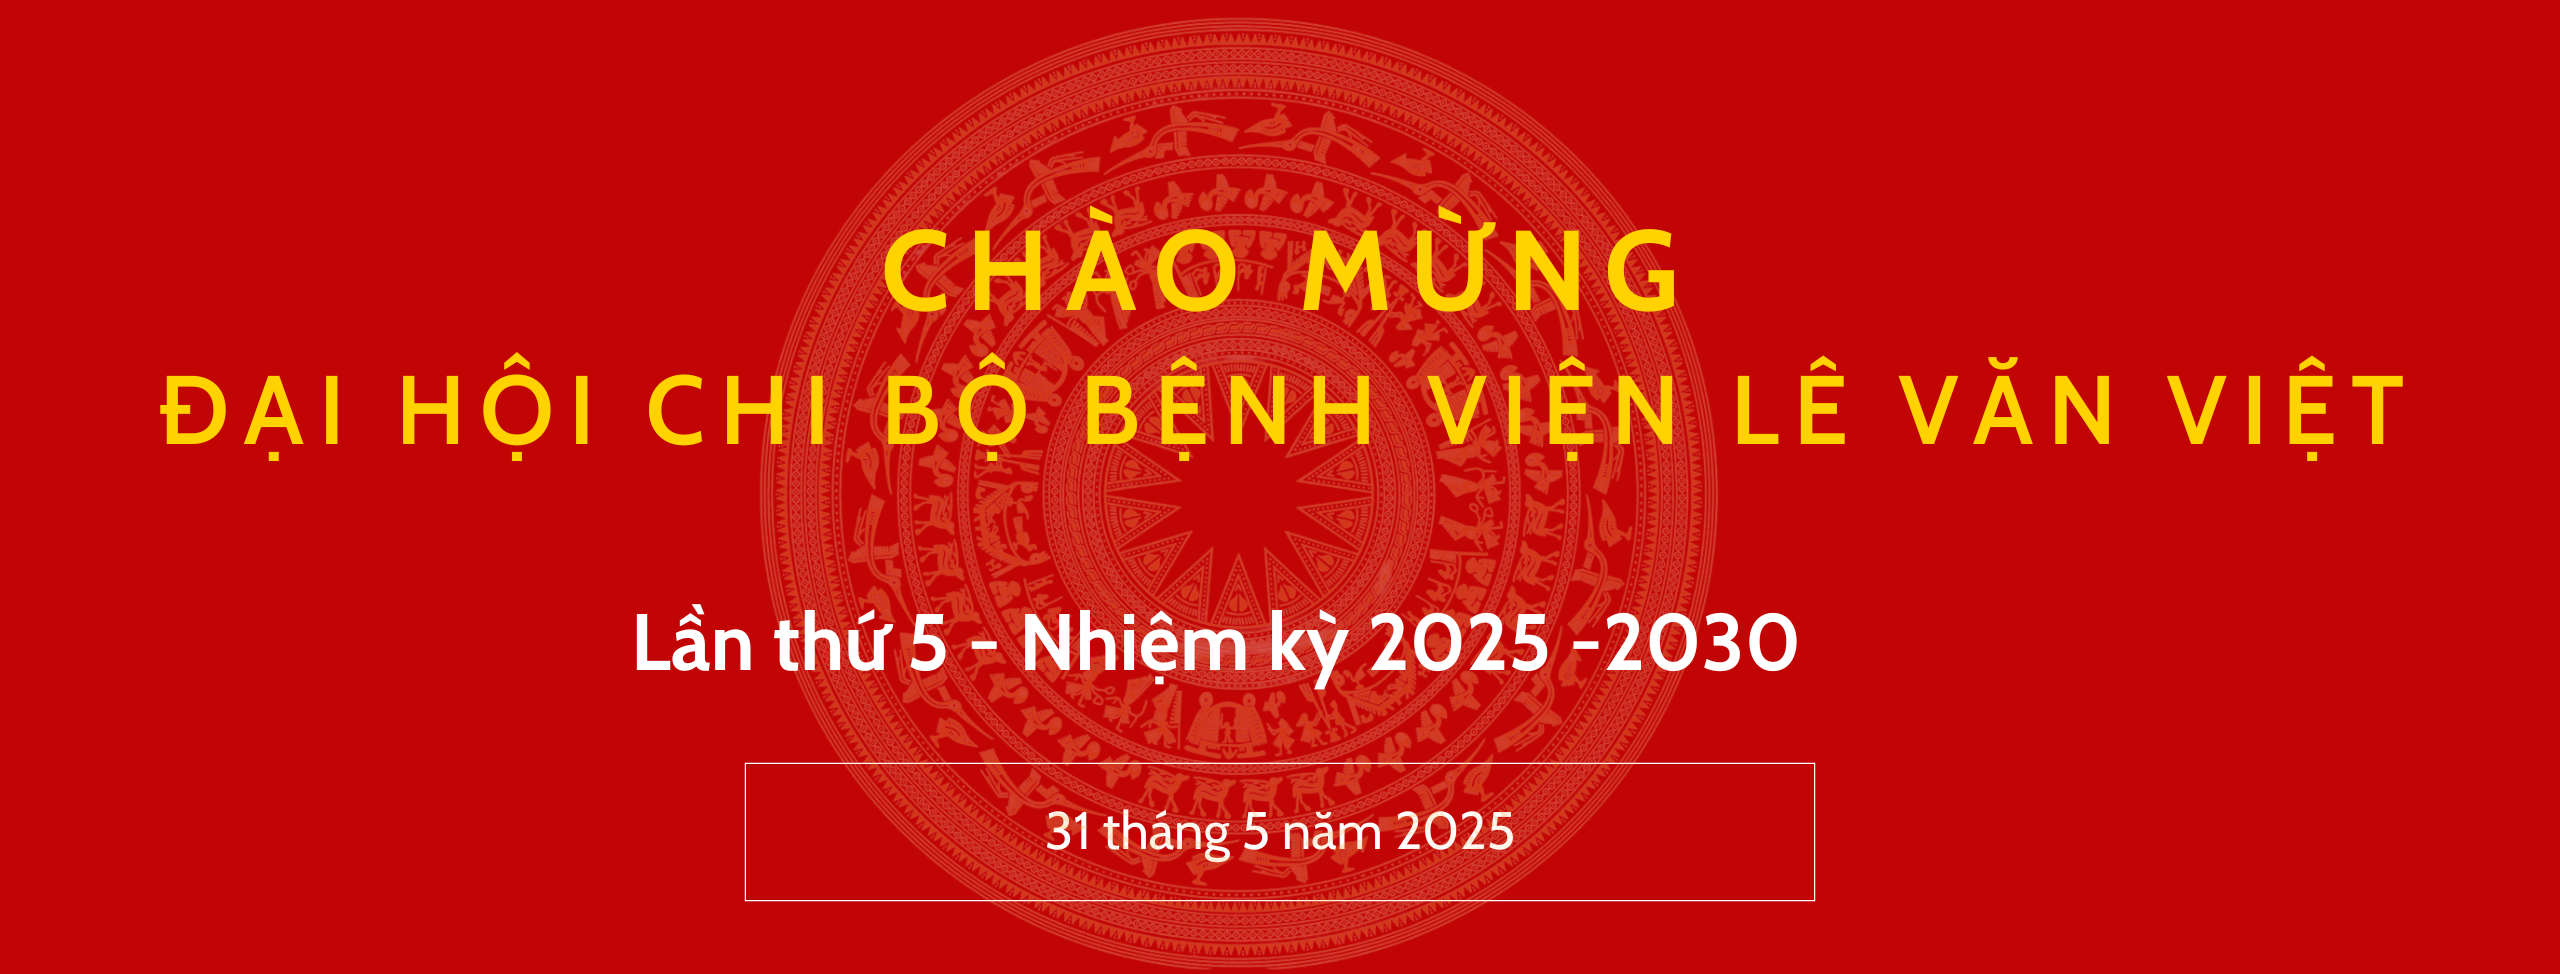 CHÀO MỪNG
ĐẠI HỘI CHI BỘ BỆNH VIỆN LÊ VĂN VIỆT
Lần thứ 5 - Nhiệm kỳ 2025 -2030
31 tháng 5 năm 2025